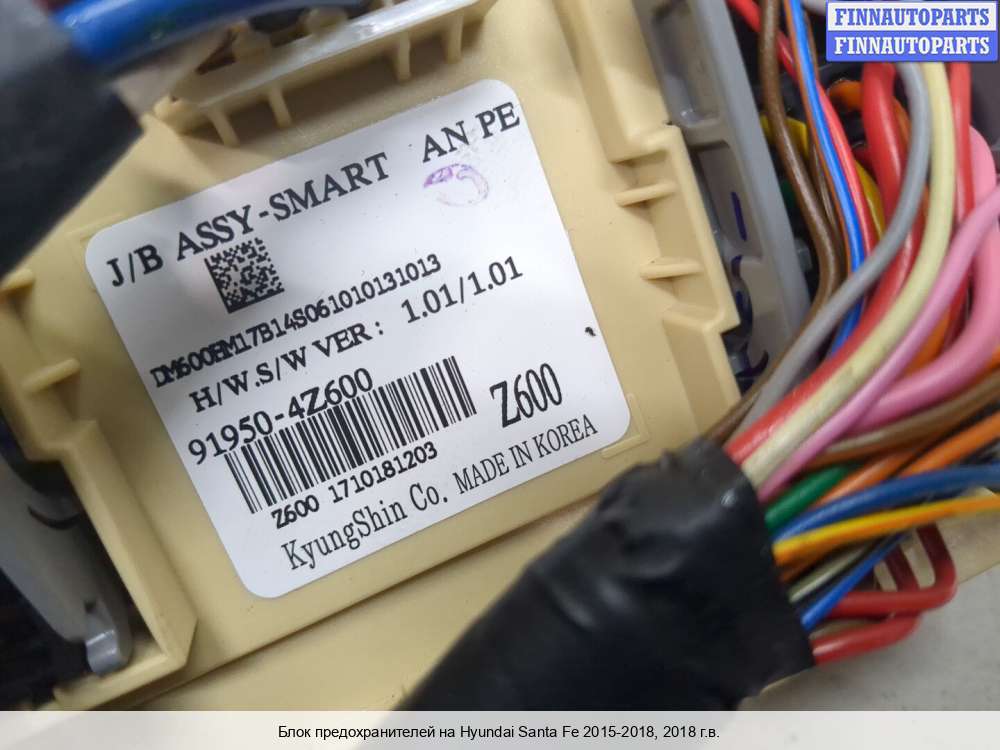 FINNAUTOPARTS
FINNAUTOPARTS
J/B ASSY-SMART AN PE
DM600EM17B14S061010131013
H/W.S/W VER : 1.01/1.01
91950-4Z600
Z600
Z600 1710181203
KyungShin Co. MADE IN KOREA
Блок предохранителей на Hyundai Santa Fe 2015-2018, 2018 г.в.